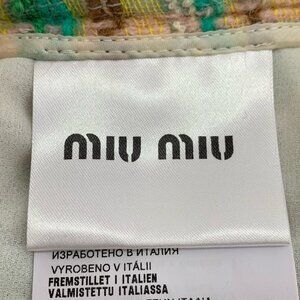 miu miu
ИЗРАБОТЕНО В ИТАЛИЯ
VYROBENO V ITÁLII
FREMSTILLET I ITALIEN
VALMISTETTU ITALIASSA